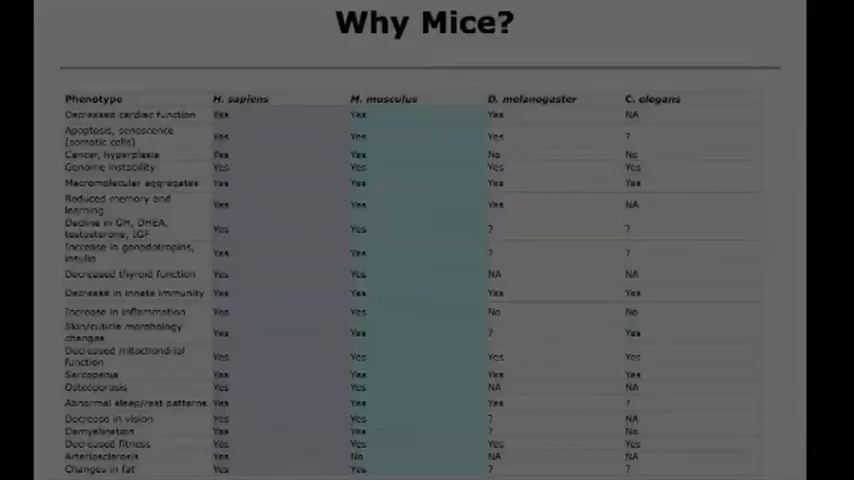 Why Mice?
Phenotype H. sapiens M. musculus D. melanogaster C. elegans
Decreased cardiac function Yes Yes Yes NA
Apoptosis, senescence
(somatic cells) Yes Yes Yes ?
Cancer, hyperplasia Yes Yes No No
Genome instability Yes Yes Yes Yes
Macromolecular aggregates Yes Yes Yes Yes
Reduced memory and
learning Yes Yes Yes NA
Decline in GH, DHEA,
testosterone, IGF Yes Yes ? ?
Increase in gonadotropins,
insulin Yes Yes ? ?
Decreased thyroid function Yes Yes NA NA
Decrease in innate immunity Yes Yes Yes Yes
Increase in inflammation Yes Yes No No
Skin/cuticle morphology
changes Yes Yes ? Yes
Decreased mitochondrial
function Yes Yes Yes Yes
Sarcopenia Yes Yes Yes Yes
Osteoporosis Yes Yes NA NA
Abnormal sleep/rest patterns Yes Yes Yes ?
Decrease in vision Yes Yes ? NA
Demyelination Yes Yes ? No
Decreased fitness Yes Yes Yes Yes
Arteriosclerosis Yes No NA NA
Changes in fat Yes Yes ? ?